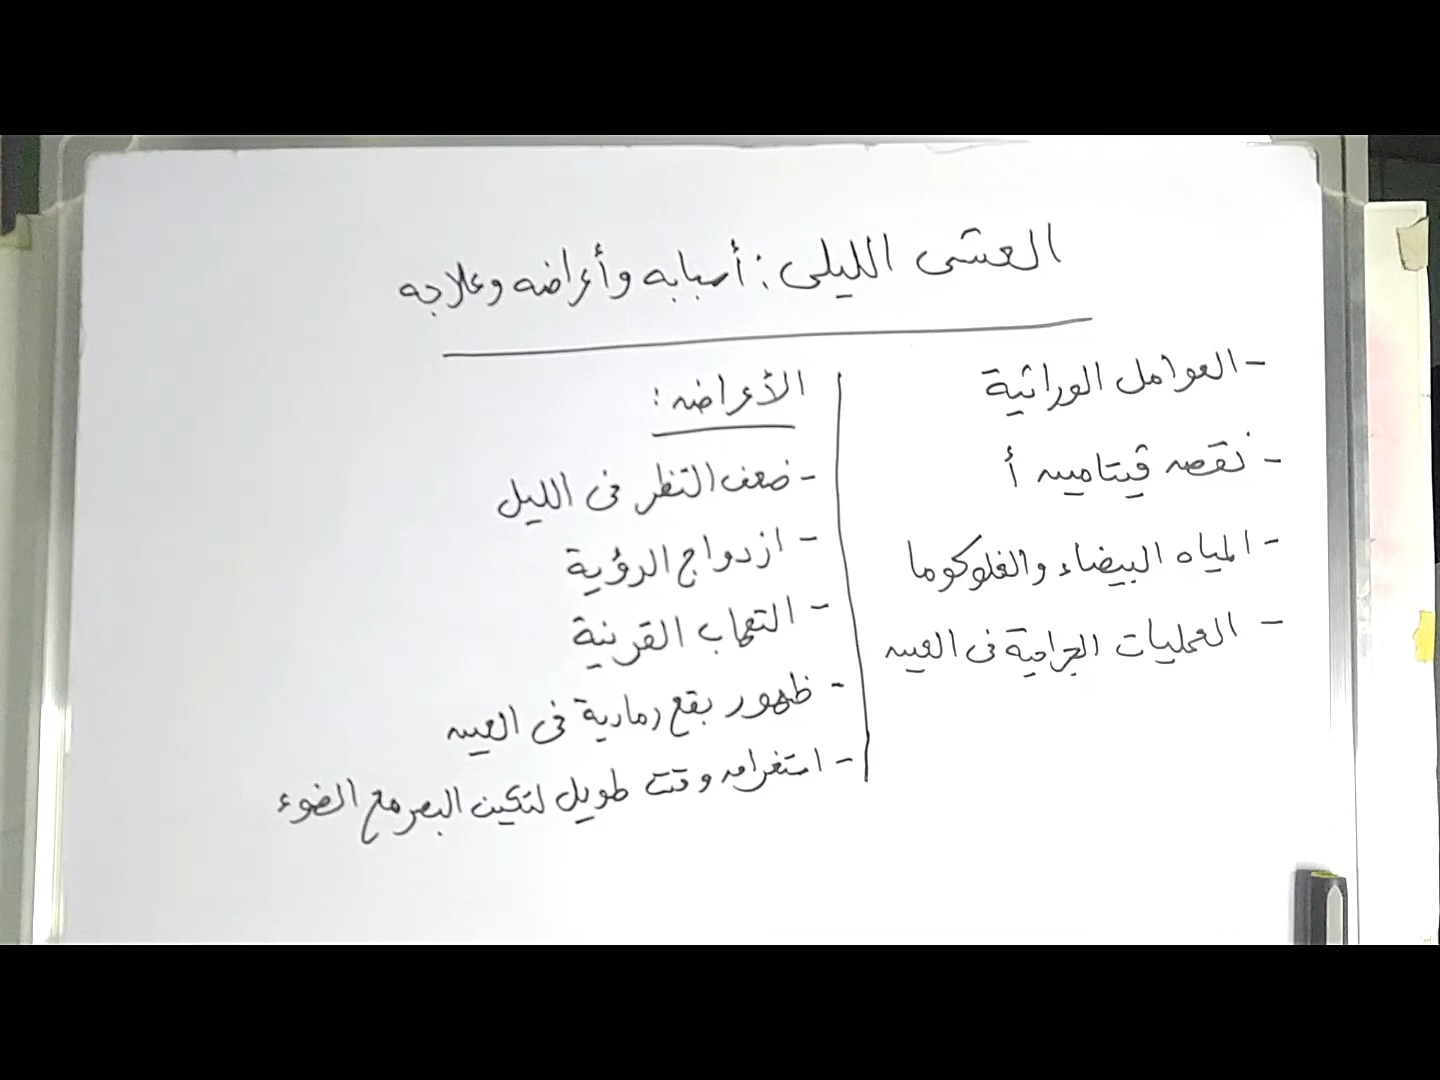 العشى الليلى : أسبابه وأعراضه وعلاجه
- العوامل الوراثية
- نقص ڤيتامين أ
- المياه البيضاء والغلوكوما
- العمليات الجراحية فى العين
الأعراض :
- ضعف النظر فى الليل
- ازدواج الرؤية
- التهاب القرنية
- ظهور بقع رمادية فى العين
- استغراق وقت طويل لتكيف البصر مع الضوء